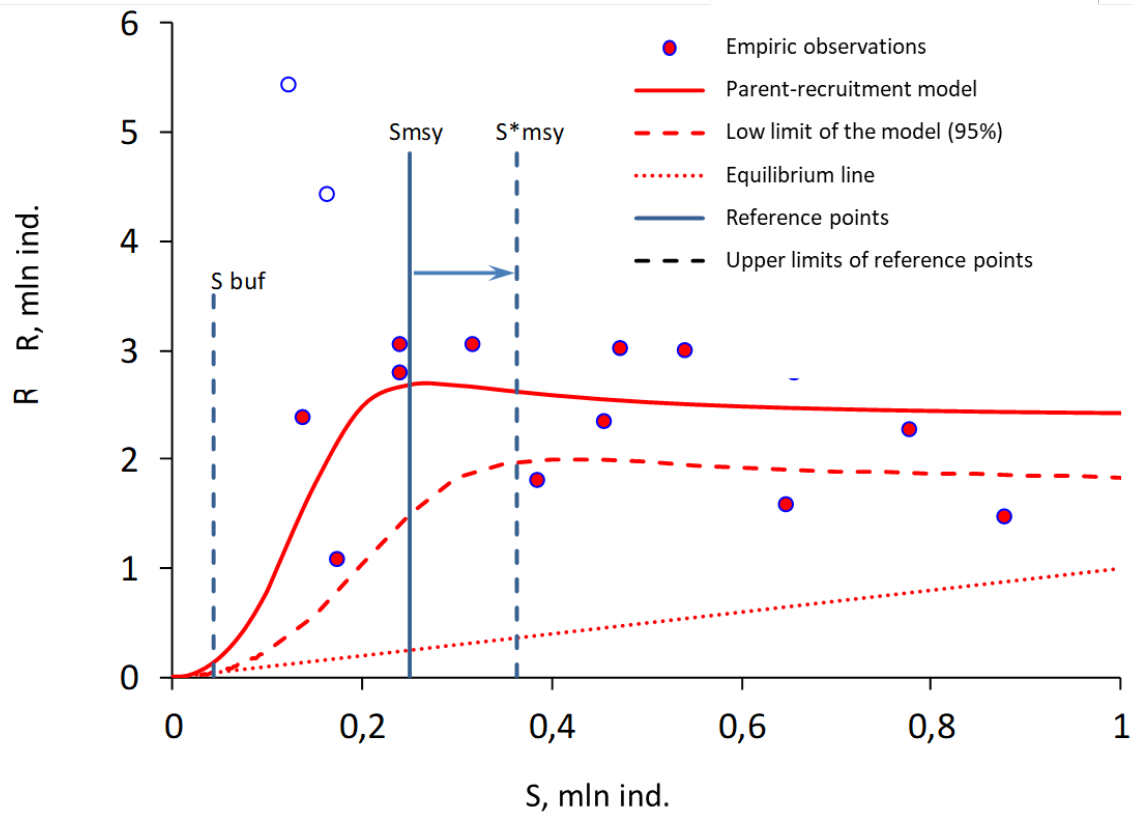 6
5
4
3
2
1
0
R R, mln ind.
Smsy
S*msy
S buf
Empiric observations
Parent-recruitment model
Low limit of the model (95%)
Equilibrium line
Reference points
Upper limits of reference points
0 0,2 0,4 0,6 0,8 1
S, mln ind.